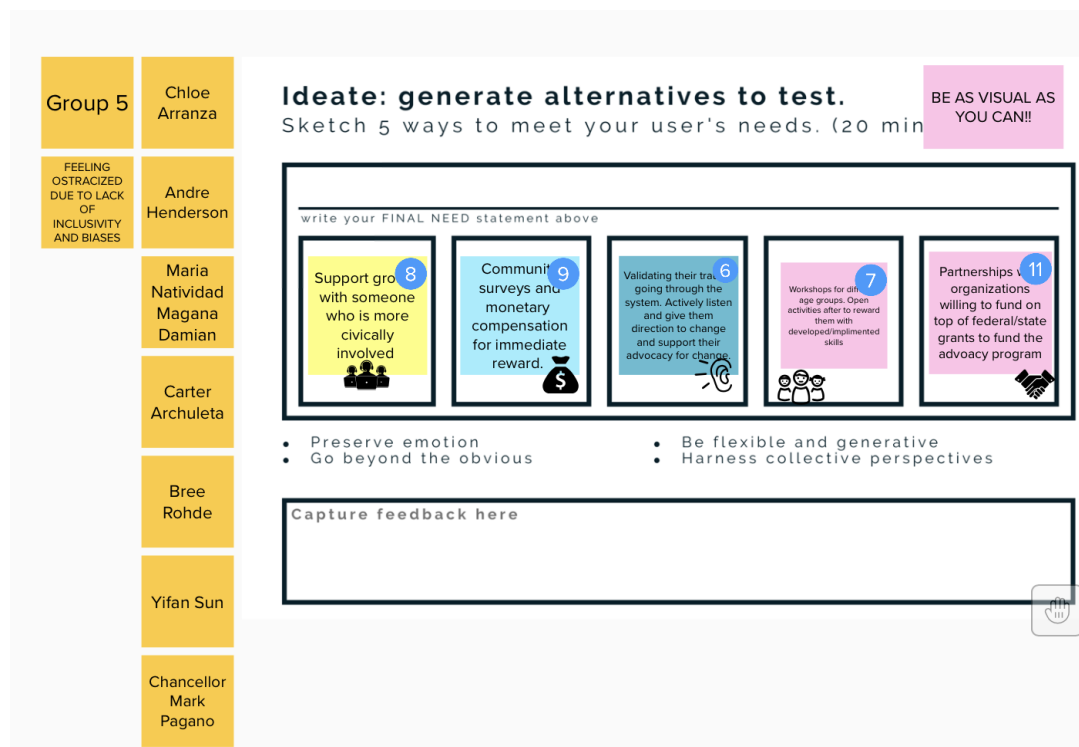 Group 5
Chloe
Arranza
FEELING
OSTRACIZED
DUE TO LACK
OF
INCLUSIVITY
AND BIASES
Andre
Henderson
Maria
Natividad
Magana
Damian
Carter
Archuleta
Bree
Rohde
Yifan Sun
Chancellor
Mark
Pagano
Ideate: generate alternatives to test.
Sketch 5 ways to meet your user's needs. (20 min
BE AS VISUAL AS
YOU CAN!!
write your FINAL NEED statement above
8
Support
with someone
who is more
civically
involved
9
surveys and
monetary
compensation
for immediate
reward.
$
6
Validating their
going through the
system. Actively listen
and give them
direction to change
and support their
advocacy for change.
7
Workshops for
age groups. Open
activities after to reward
them with
developed/implimented
skills
11
Partnerships
organizations
willing to fund on
top of federal/state
grants to fund the
advoacy program
• Preserve emotion
• Go beyond the obvious
• Be flexible and generative
• Harness collective perspectives
Capture feedback here